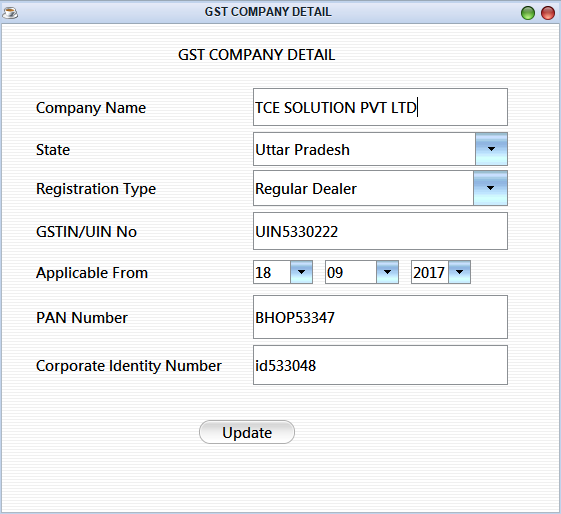 GST COMPANY DETAIL
GST COMPANY DETAIL
Company Name TCE SOLUTION PVT LTD
State Uttar Pradesh
Registration Type Regular Dealer
GSTIN/UIN No UIN5330222
Applicable From 18 09 2017
PAN Number BHOP53347
Corporate Identity Number id533048
Update